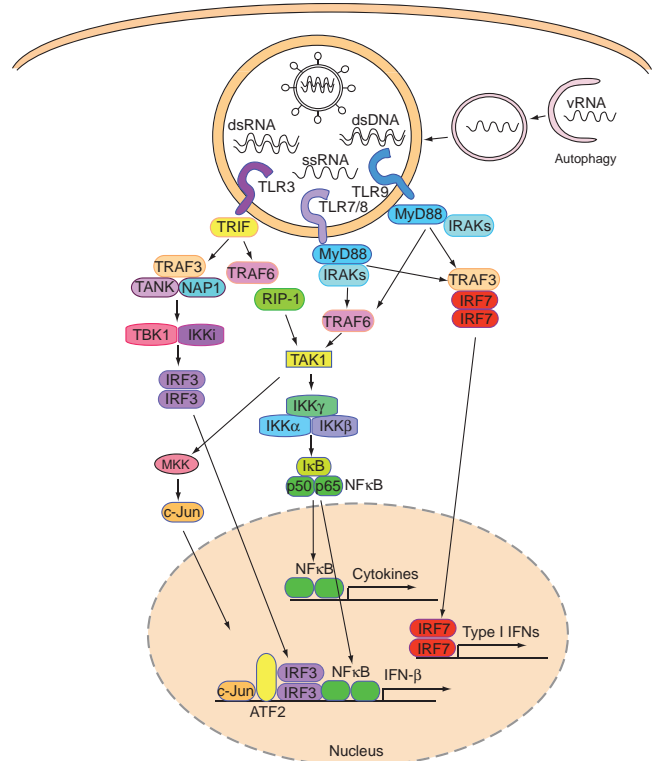 dsRNA
dsDNA
vRNA
ssRNA
Autophagy
TLR3
TLR9
TLR7/8
MyD88
IRAKs
TRIF
MyD88
IRAKs
TRAF3
TANK
NAP1
TRAF6
TRAF3
IRF7
IRF7
RIP-1
TRAF6
TBK1
IKKi
TAK1
IRF3
IRF3
IKKγ
IKKα
IKKβ
MKK
IκB
p50
p65
NFκB
c-Jun
NFκB
Cytokines
IRF7
IRF7
Type I IFNs
IRF3
IRF3
NFκB
IFN-β
c-Jun
ATF2
Nucleus